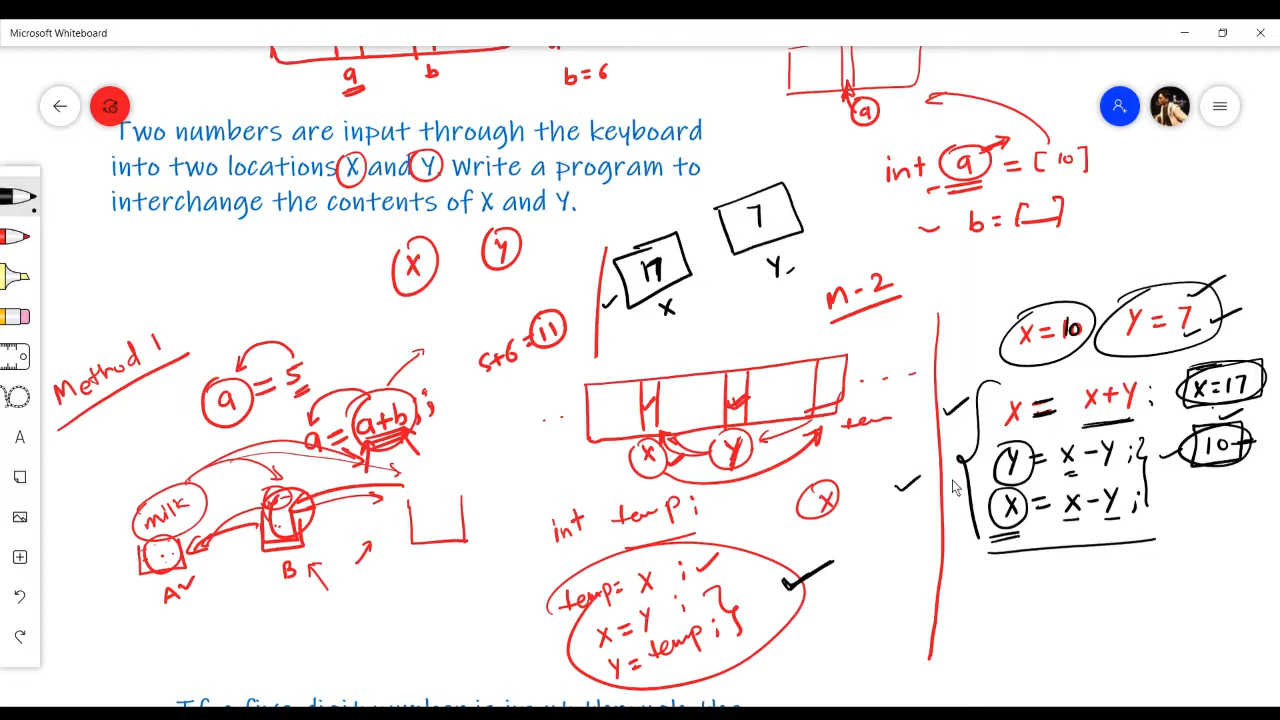 Microsoft Whiteboard
a b b=6
a
Two numbers are input through the keyboard
into two locations X and Y. Write a program to
interchange the contents of X and Y.
int a = [10]
b = [ ]
x y
17 X
7 Y
M-2
Method 1
a = 5
5+6=11
a = a+b;
milk
A B
X Y tem
int temp;
X
temp = X ;
X = Y ;
Y = temp;
X=10 Y=7
X = X+Y; X=17
Y = X-Y; 10
X = X-Y;